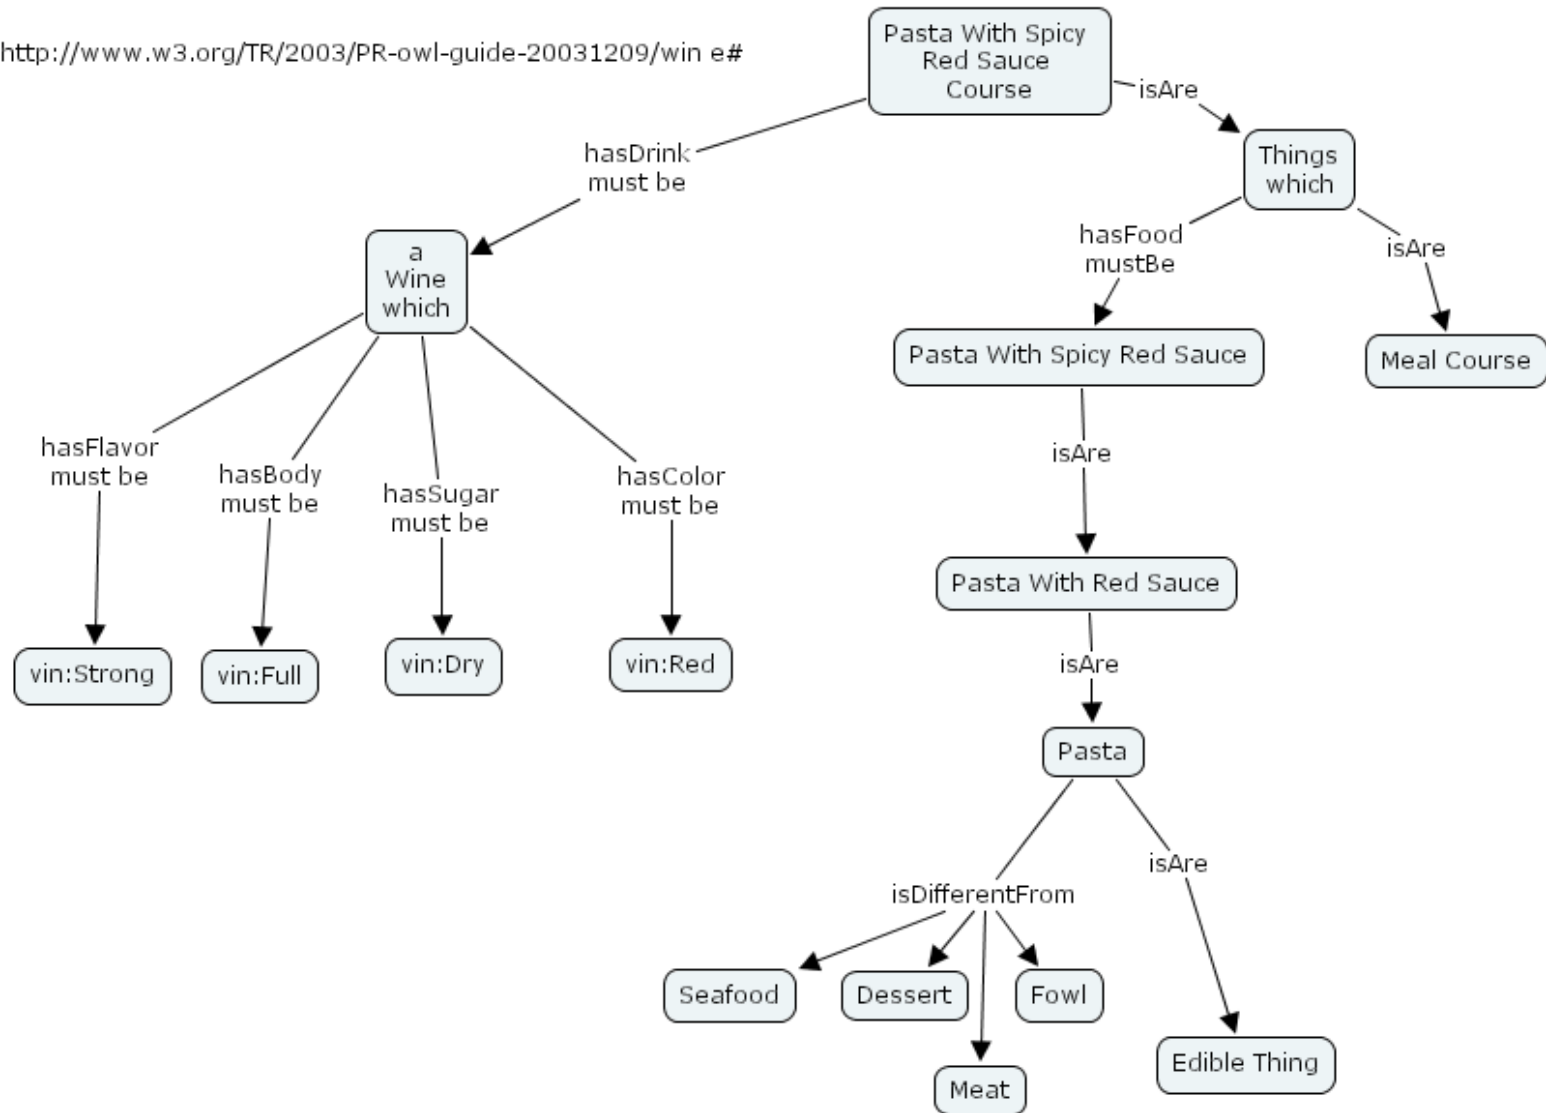 http://www.w3.org/TR/2003/PR-owl-guide-20031209/win e#
Pasta With Spicy
Red Sauce
Course
isAre
Things
which
hasDrink
must be
a
Wine
which
hasFood
mustBe
isAre
Pasta With Spicy Red Sauce
Meal Course
hasFlavor
must be
hasBody
must be
hasSugar
must be
hasColor
must be
isAre
vin:Strong
vin:Full
vin:Dry
vin:Red
Pasta With Red Sauce
isAre
Pasta
isDifferentFrom
isAre
Seafood
Dessert
Fowl
Meat
Edible Thing